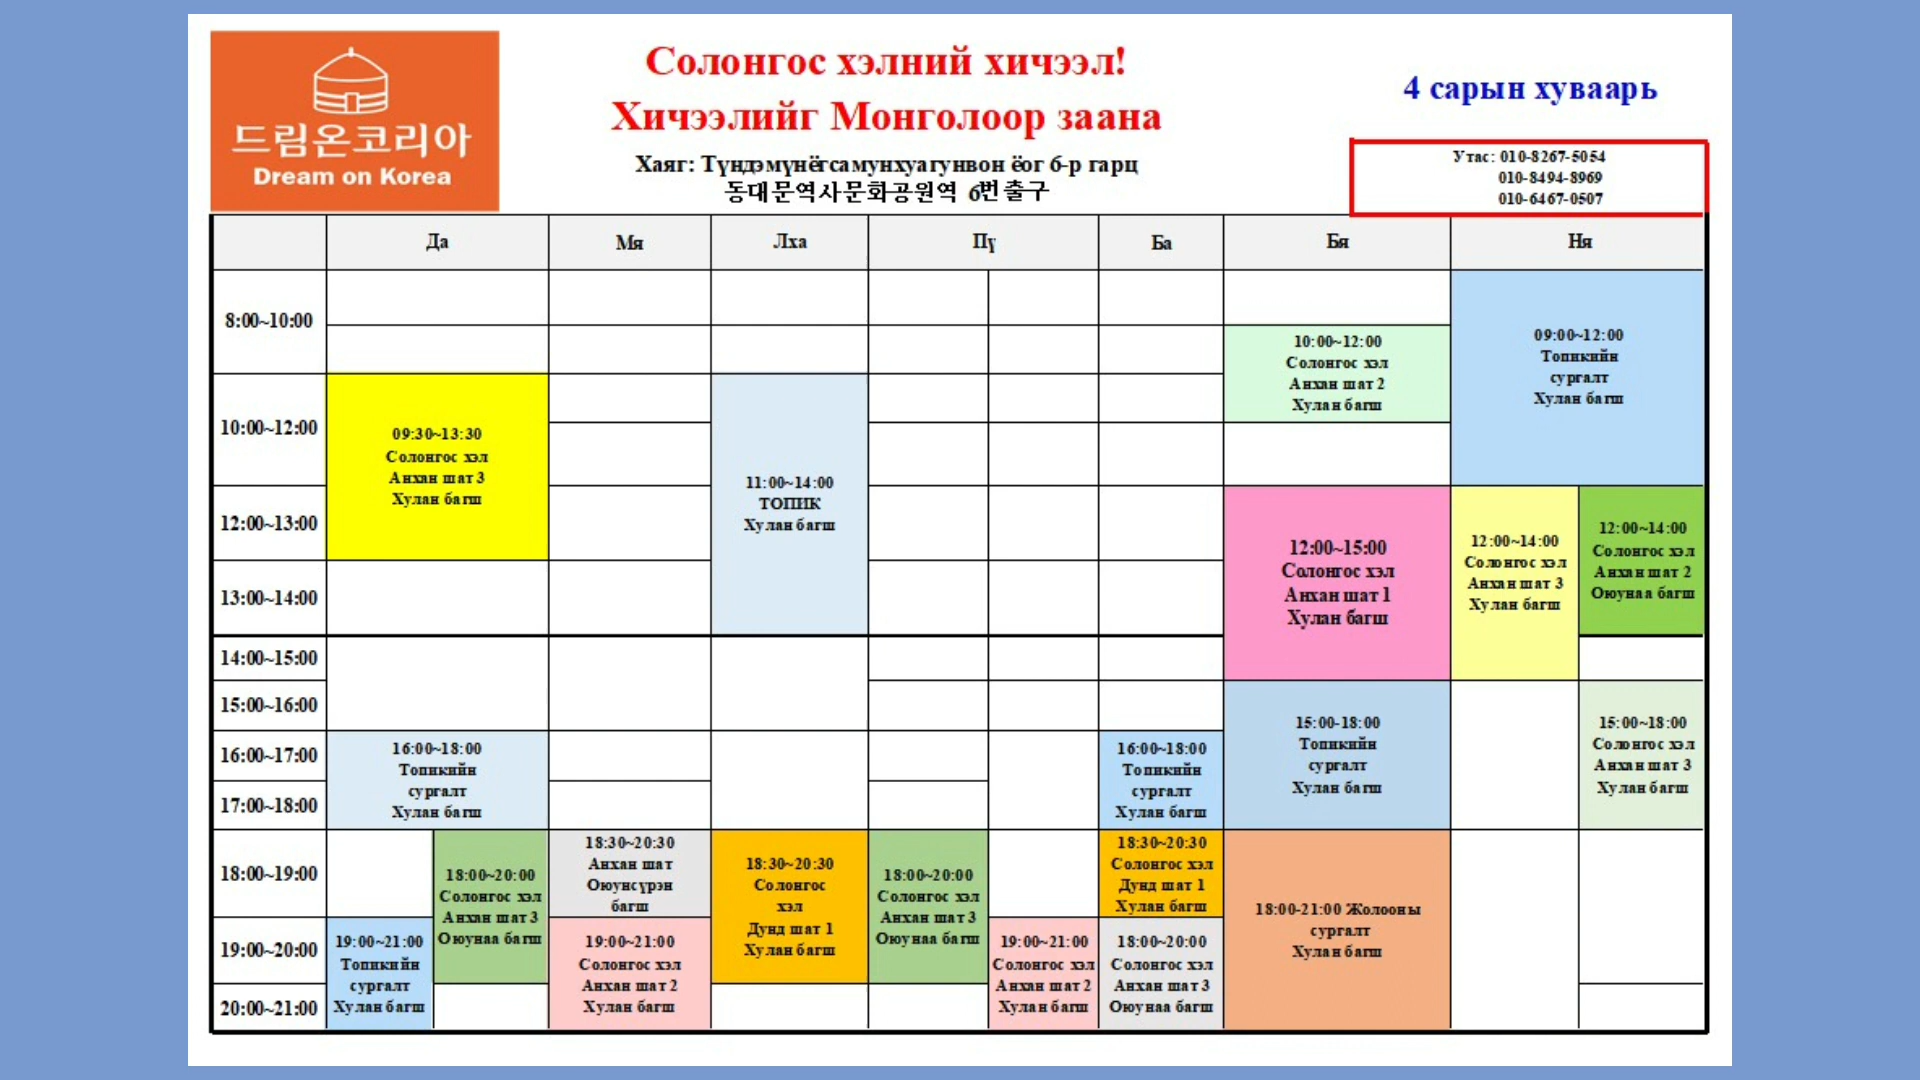 드림온코리아
Dream on Korea
Солонгос хэлний хичээл!
Хичээлийг Монголоор заана
Хаяг: Түндэмүнёгсамунхуагунвон ёог 6-р гарц
동대문역사문화공원역 6번출구
4 сарын хуваарь
Утас: 010-8267-5054
010-8494-8969
010-6467-0507
Да
Мя
Лха
Пү
Ба
Бя
Ня
8:00~10:00
10:00~12:00
12:00~13:00
13:00~14:00
14:00~15:00
15:00~16:00
16:00~17:00
17:00~18:00
18:00~19:00
19:00~20:00
20:00~21:00
09:30~13:30
Солонгос хэл
Анхан шат 3
Хулан багш
16:00~18:00
Топикийн
сургалт
Хулан багш
19:00~21:00
Топикийн
сургалт
Хулан багш
18:00~20:00
Солонгос хэл
Анхан шат 3
Оюунаа багш
18:30~20:30
Анхан шат
Оюунсүрэн
багш
19:00~21:00
Солонгос хэл
Анхан шат 2
Хулан багш
11:00~14:00
ТОПИК
Хулан багш
18:30~20:30
Солонгос
хэл
Дунд шат 1
Хулан багш
18:00~20:00
Солонгос хэл
Анхан шат 3
Оюунаа багш
19:00~21:00
Солонгос хэл
Анхан шат 2
Хулан багш
16:00~18:00
Топикийн
сургалт
Хулан багш
18:30~20:30
Солонгос хэл
Дунд шат 1
Хулан багш
18:00~20:00
Солонгос хэл
Анхан шат 3
Оюунаа багш
10:00~12:00
Солонгос хэл
Анхан шат 2
Хулан багш
12:00~15:00
Солонгос хэл
Анхан шат 1
Хулан багш
15:00-18:00
Топикийн
сургалт
Хулан багш
18:00-21:00 Жолооны
сургалт
Хулан багш
09:00~12:00
Топикийн
сургалт
Хулан багш
12:00~14:00
Солонгос хэл
Анхан шат 3
Хулан багш
12:00~14:00
Солонгос хэл
Анхан шат 2
Оюунаа багш
15:00~18:00
Солонгос хэл
Анхан шат 3
Хулан багш